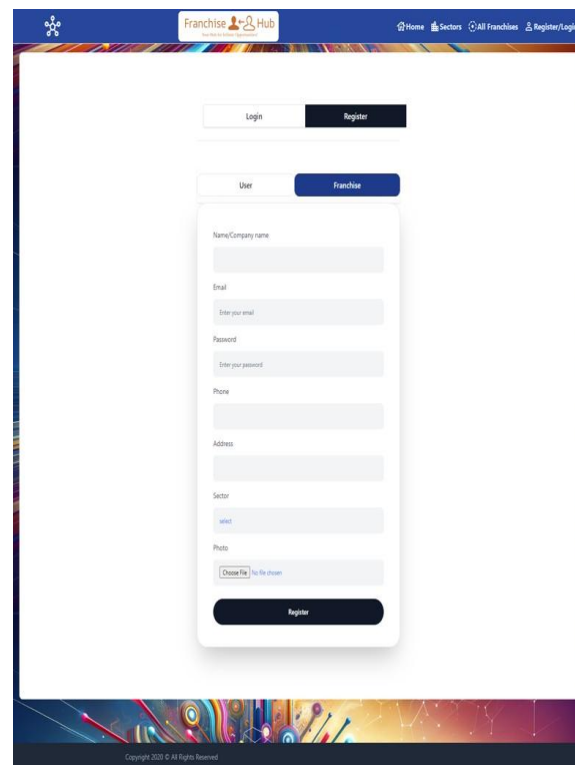 Franchise Hub
Home Sectors All Franchises Register/Login
Login Register
User Franchise
Name/Company name
Email
Enter your email
Password
Enter your password
Phone
Address
Sector
select
Photo
Choose File No file chosen
Register
Copyright 2020 © All Rights Reserved